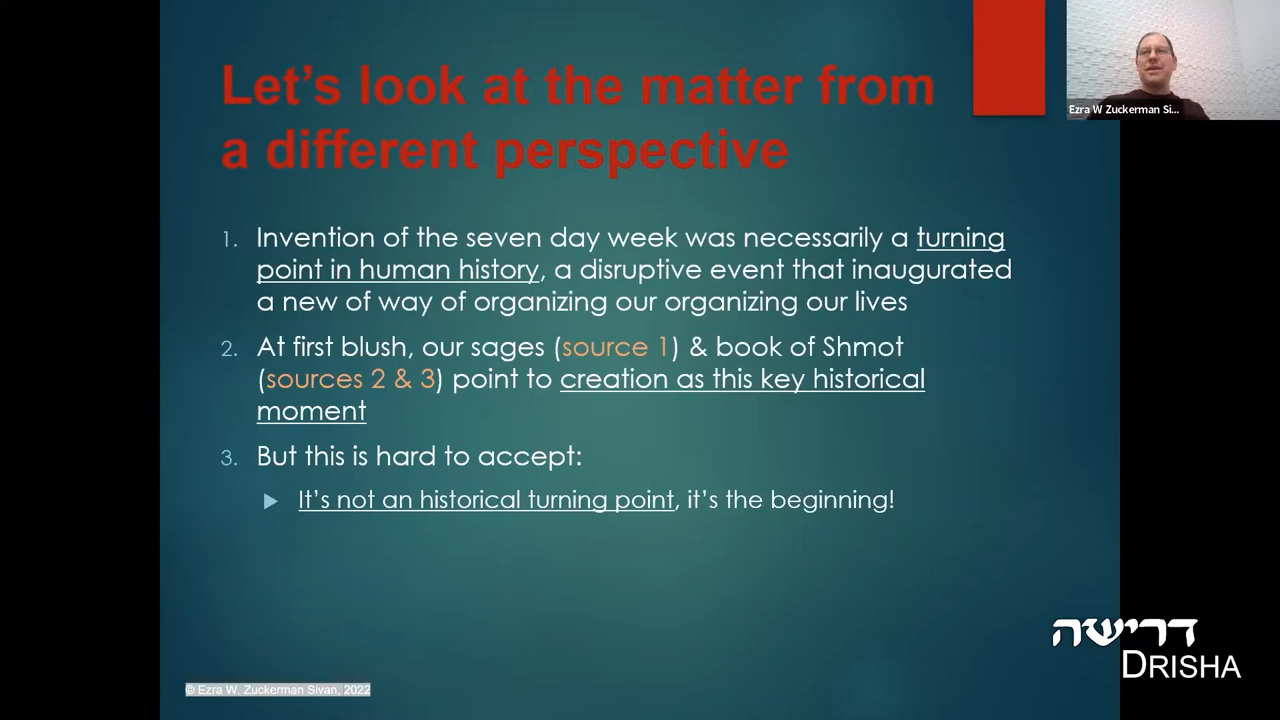 Let's look at the matter from
a different perspective
Ezra W Zuckerman Si...
1. Invention of the seven day week was necessarily a turning
point in human history, a disruptive event that inaugurated
a new of way of organizing our organizing our lives
2. At first blush, our sages (source 1) & book of Shmot
(sources 2 & 3) point to creation as this key historical
moment
3. But this is hard to accept:
It's not an historical turning point, it's the beginning!
דרישה
DRISHA
© Ezra W. Zuckerman Sivan, 2022